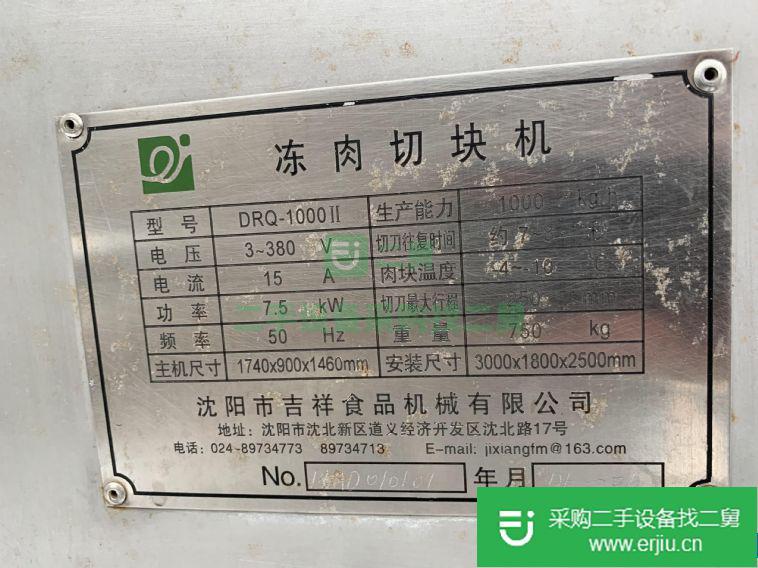 冻肉切块机
型号 DRQ-1000Ⅱ 生产能力 1000 kg.h
电压 3~380 V 切刀往复时间 约7~
电流 15 A 肉块温度
功率 7.5 kW 切刀最大行程 mm
频率 50 Hz 重量 750 kg
主机尺寸 1740x900x1460mm 安装尺寸 3000x1800x2500mm
沈阳市吉祥食品机械有限公司
地址：沈阳市沈北新区道义经济开发区沈北路17号
电话：024-89734773 89734713 E-mail: jixiangfm@163.com
No. 年月
采购二手设备找二舅
www.erjiu.cn